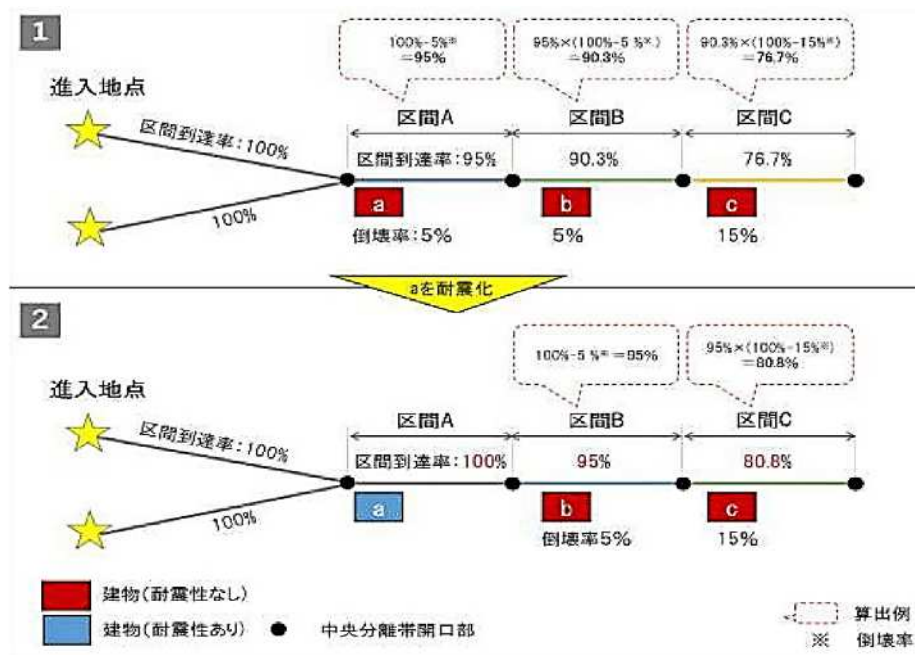 1
100%-5%※
=95%
95%×(100%-5 %※)
=90.3%
90.3%×(100%-15%※)
=76.7%
進入地点
区間A
区間B
区間C
区間到達率:100%
区間到達率:95%
90.3%
76.7%
100%
a
b
c
倒壊率:5%
5%
15%
aを耐震化
2
100%-5 %※=95%
95%×(100%-15%※)
=80.8%
進入地点
区間A
区間B
区間C
区間到達率:100%
区間到達率:100%
95%
80.8%
100%
a
b
c
倒壊率5%
15%
建物(耐震性なし)
建物(耐震性あり)
中央分離帯開口部
算出例
※ 倒壊率